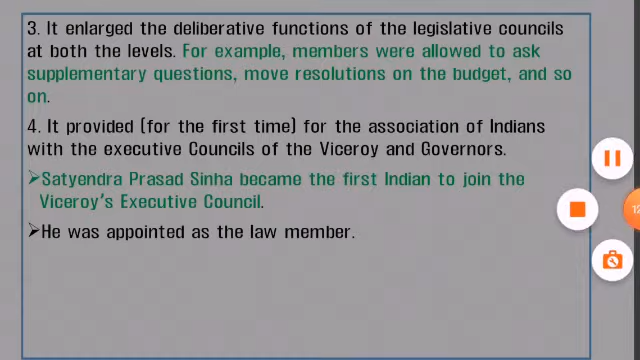 3. It enlarged the deliberative functions of the legislative councils
at both the levels. For example, members were allowed to ask
supplementary questions, move resolutions on the budget, and so
on.
4. It provided (for the first time) for the association of Indians
with the executive Councils of the Viceroy and Governors.
➢Satyendra Prasad Sinha became the first Indian to join the
Viceroy's Executive Council.
➢He was appointed as the law member.